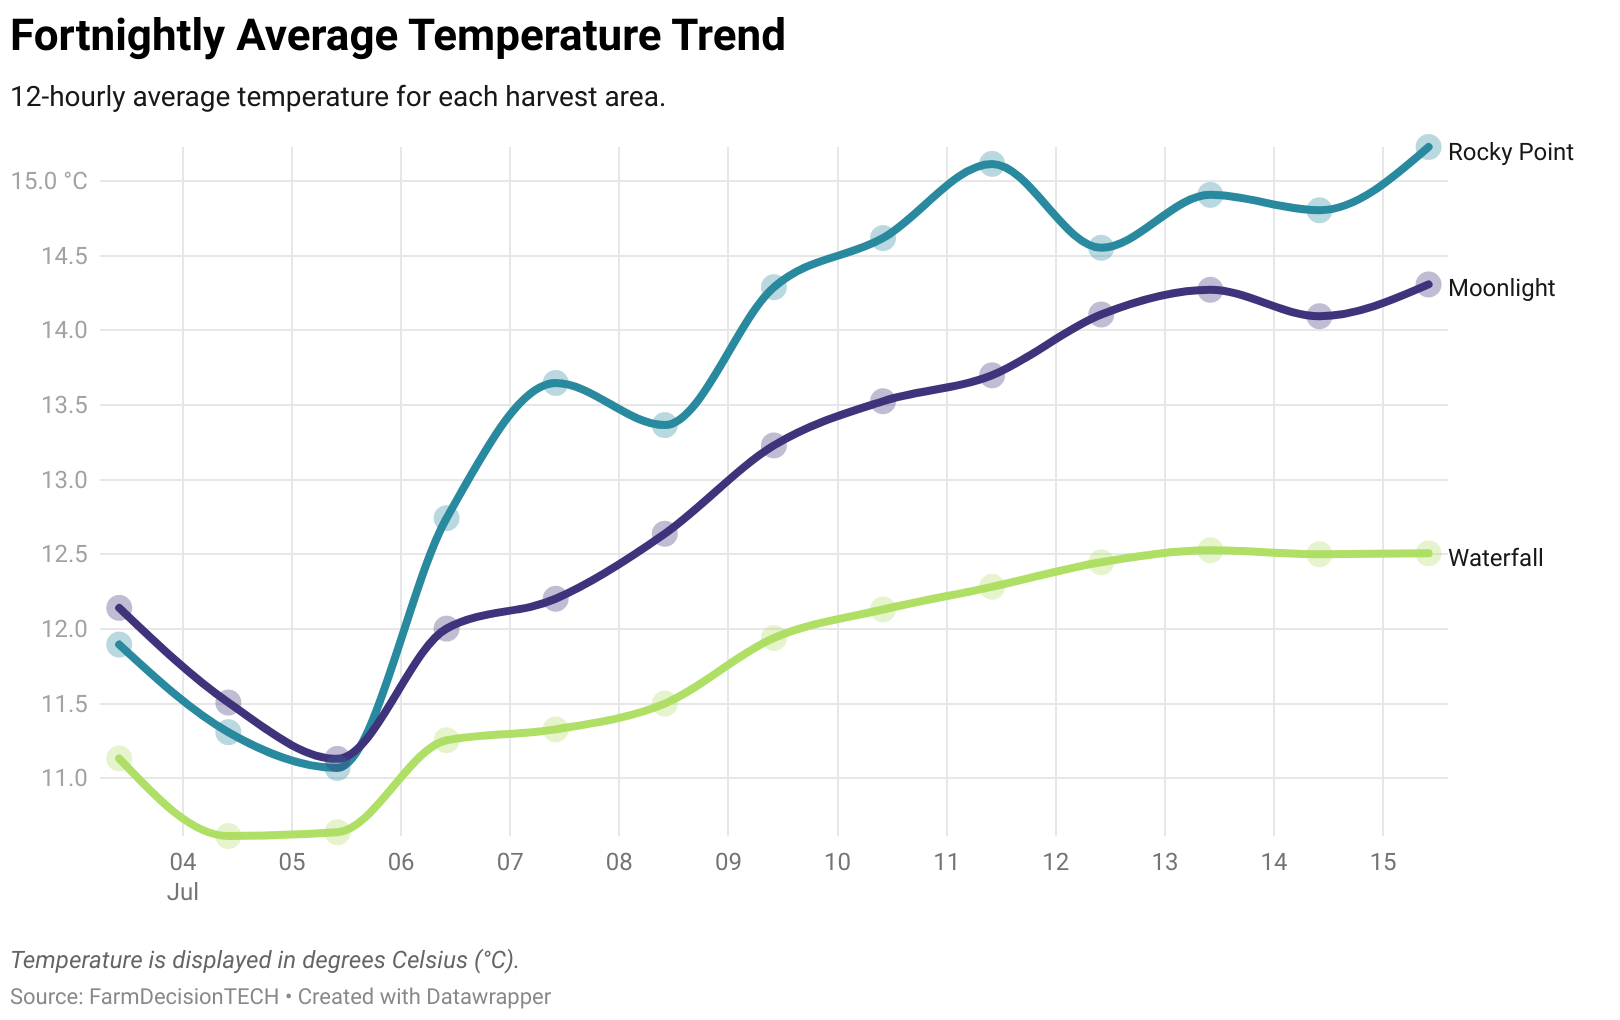 Fortnightly Average Temperature Trend
12-hourly average temperature for each harvest area.
15.0 °C
14.5
14.0
13.5
13.0
12.5
12.0
11.5
11.0
Rocky Point
Moonlight
Waterfall
04 05 06 07 08 09 10 11 12 13 14 15
Jul
Temperature is displayed in degrees Celsius (°C).
Source: FarmDecisionTECH • Created with Datawrapper